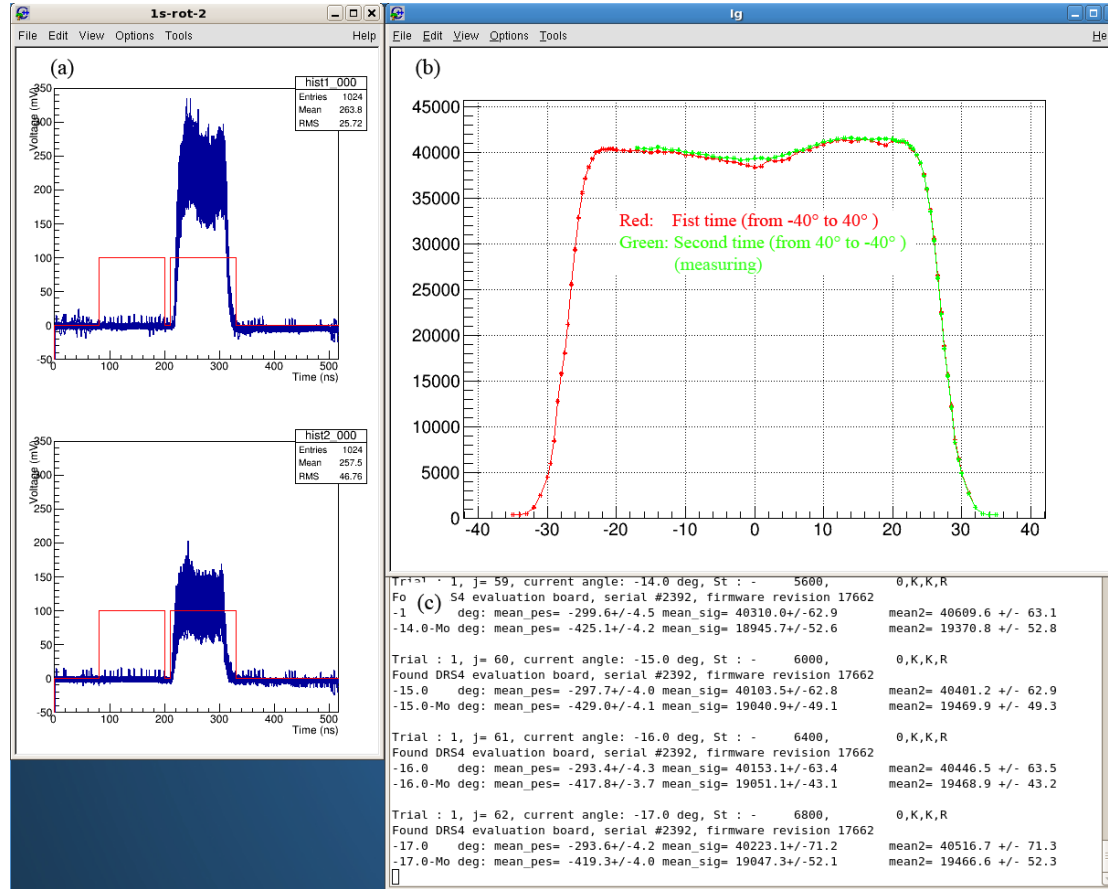 1s-rot-2
File Edit View Options Tools Help
(a)
hist1_000
Entries 1024
Mean 263.8
RMS 25.72
Voltage (mV)
350
300
250
200
150
100
50
0
-50
0 100 200 300 400 500
Time (ns)
hist2_000
Entries 1024
Mean 257.5
RMS 46.76
Voltage (mV)
350
300
250
200
150
100
50
0
-50
0 100 200 300 400 500
Time (ns)
lg
File Edit View Options Tools He
(b)
45000
40000
35000
30000
25000
20000
15000
10000
5000
0
-40 -30 -20 -10 0 10 20 30 40
Red: Fist time (from -40° to 40° )
Green: Second time (from 40° to -40° )
(measuring)
(c)
Trial : 1, j= 59, current angle: -14.0 deg, St : - 5600, 0,K,K,R
Fo S4 evaluation board, serial #2392, firmware revision 17662
-1 deg: mean_pes= -299.6+/-4.5 mean_sig= 40310.0+/-62.9 mean2= 40609.6 +/- 63.1
-14.0-Mo deg: mean_pes= -425.1+/-4.2 mean_sig= 18945.7+/-52.6 mean2= 19370.8 +/- 52.8
Trial : 1, j= 60, current angle: -15.0 deg, St : - 6000, 0,K,K,R
Found DRS4 evaluation board, serial #2392, firmware revision 17662
-15.0 deg: mean_pes= -297.7+/-4.0 mean_sig= 40103.5+/-62.8 mean2= 40401.2 +/- 62.9
-15.0-Mo deg: mean_pes= -429.0+/-4.1 mean_sig= 19040.9+/-49.1 mean2= 19469.9 +/- 49.3
Trial : 1, j= 61, current angle: -16.0 deg, St : - 6400, 0,K,K,R
Found DRS4 evaluation board, serial #2392, firmware revision 17662
-16.0 deg: mean_pes= -293.4+/-4.3 mean_sig= 40153.1+/-63.4 mean2= 40446.5 +/- 63.5
-16.0-Mo deg: mean_pes= -417.8+/-3.7 mean_sig= 19051.1+/-43.1 mean2= 19468.9 +/- 43.2
Trial : 1, j= 62, current angle: -17.0 deg, St : - 6800, 0,K,K,R
Found DRS4 evaluation board, serial #2392, firmware revision 17662
-17.0 deg: mean_pes= -293.6+/-4.2 mean_sig= 40223.1+/-71.2 mean2= 40516.7 +/- 71.3
-17.0-Mo deg: mean_pes= -419.3+/-4.0 mean_sig= 19047.3+/-52.1 mean2= 19466.6 +/- 52.3